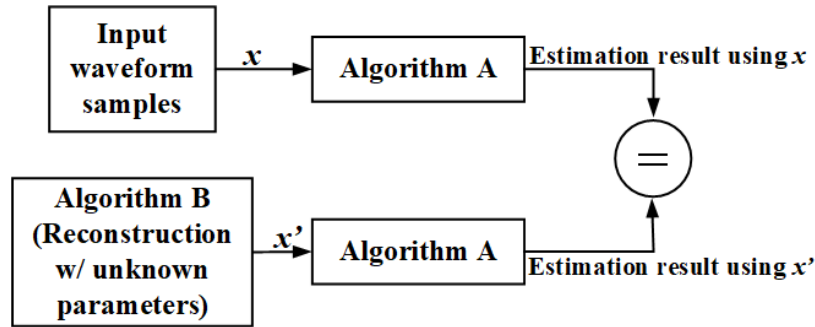 Input
waveform
samples
x
Algorithm A
Estimation result using x
=
Algorithm B
(Reconstruction
w/ unknown
parameters)
x’
Algorithm A
Estimation result using x’